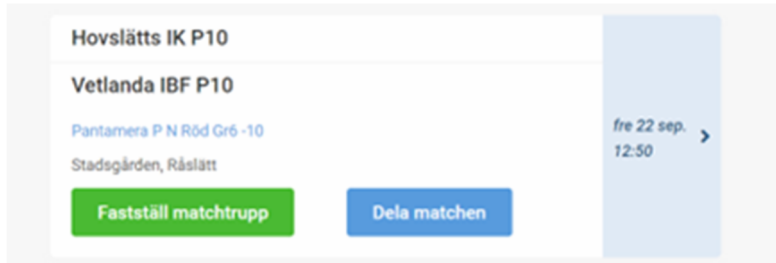 Hovslätts IK P10
Vetlanda IBF P10
Pantamera P N Röd Gr6 -10
Stadsgården, Råslätt
Fastställ matchtrupp
Dela matchen
fre 22 sep.
12:50